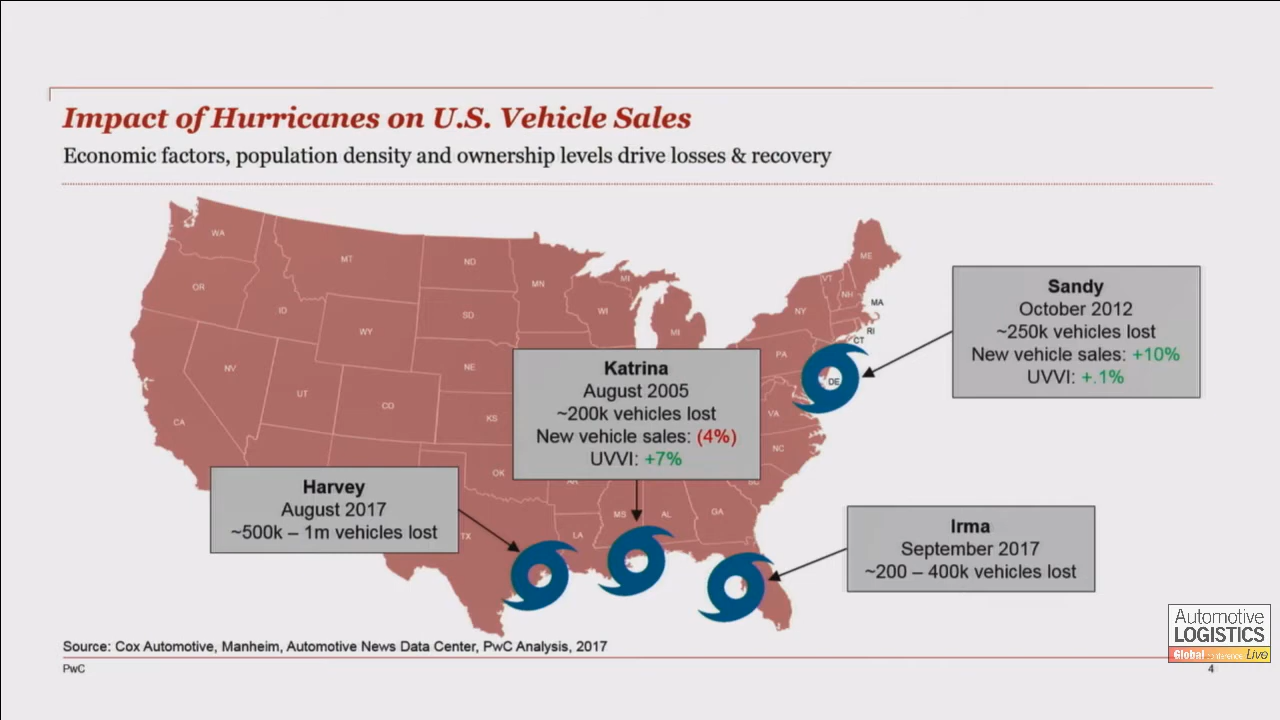 Impact of Hurricanes on U.S. Vehicle Sales
Economic factors, population density and ownership levels drive losses & recovery
WA
MT
ND
MN
OR
ID
SD
WI
MI
MI
WY
NE
NV
UT
CO
KS
CA
OK
AR
TX
LA
MS
AL
GA
SC
NC
VA
PA
NY
VT
NH
ME
MA
RI
CT
DE
Sandy
October 2012
~250k vehicles lost
New vehicle sales: +10%
UVVI: +.1%
Katrina
August 2005
~200k vehicles lost
New vehicle sales: (4%)
UVVI: +7%
Harvey
August 2017
~500k – 1m vehicles lost
Irma
September 2017
~200 – 400k vehicles lost
Source: Cox Automotive, Manheim, Automotive News Data Center, PwC Analysis, 2017
PwC
4
Automotive
LOGISTICS
Global conference Live